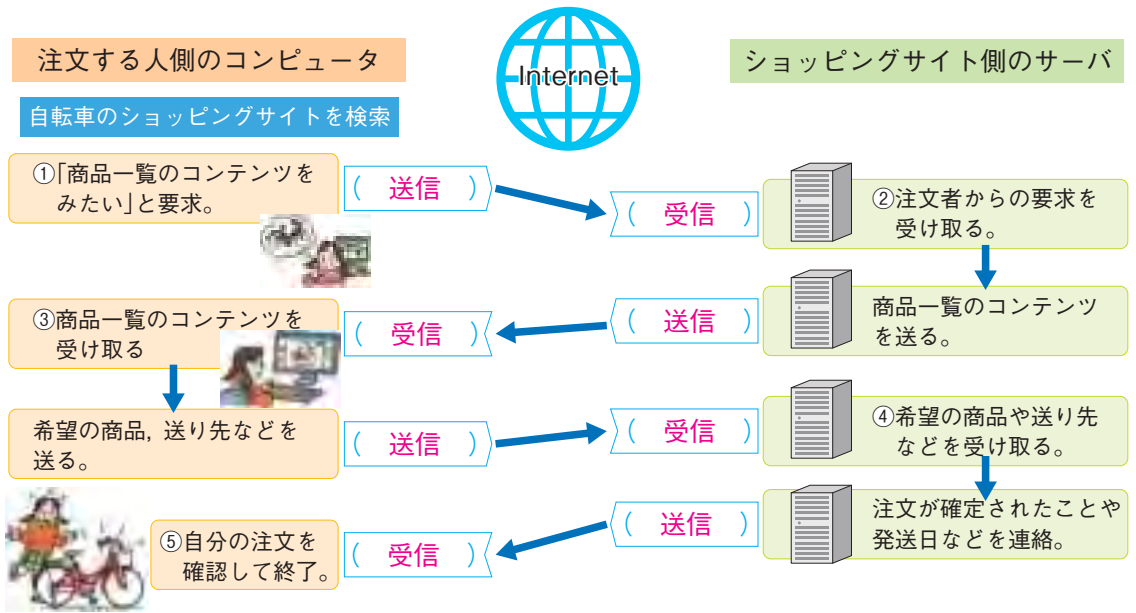 注文する人側のコンピュータ
Internet
ショッピングサイト側のサーバ
自転車のショッピングサイトを検索
①「商品一覧のコンテンツを
みたい」と要求。
( 送信 )
( 受信 )
②注文者からの要求を
受け取る。
商品一覧のコンテンツ
を送る。
( 送信 )
( 受信 )
③商品一覧のコンテンツを
受け取る
希望の商品, 送り先などを
送る。
( 送信 )
( 受信 )
④希望の商品や送り先
などを受け取る。
注文が確定されたことや
発送日などを連絡。
( 送信 )
( 受信 )
⑤自分の注文を
確認して終了。